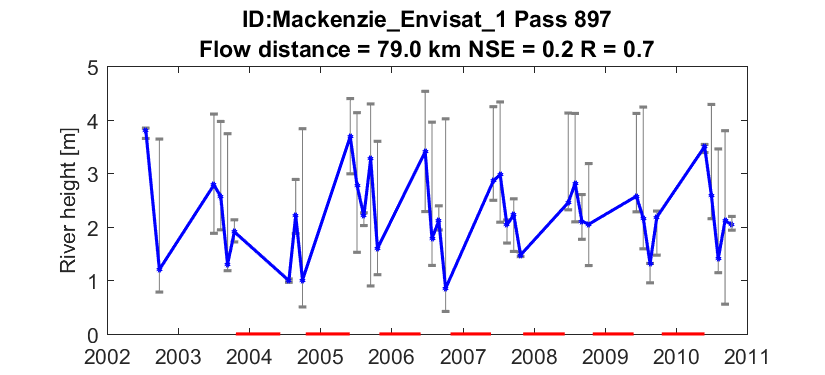 ID:Mackenzie_Envisat_1 Pass 897
Flow distance = 79.0 km NSE = 0.2 R = 0.7
River height [m]
5
4
3
2
1
0
2002 2003 2004 2005 2006 2007 2008 2009 2010 2011